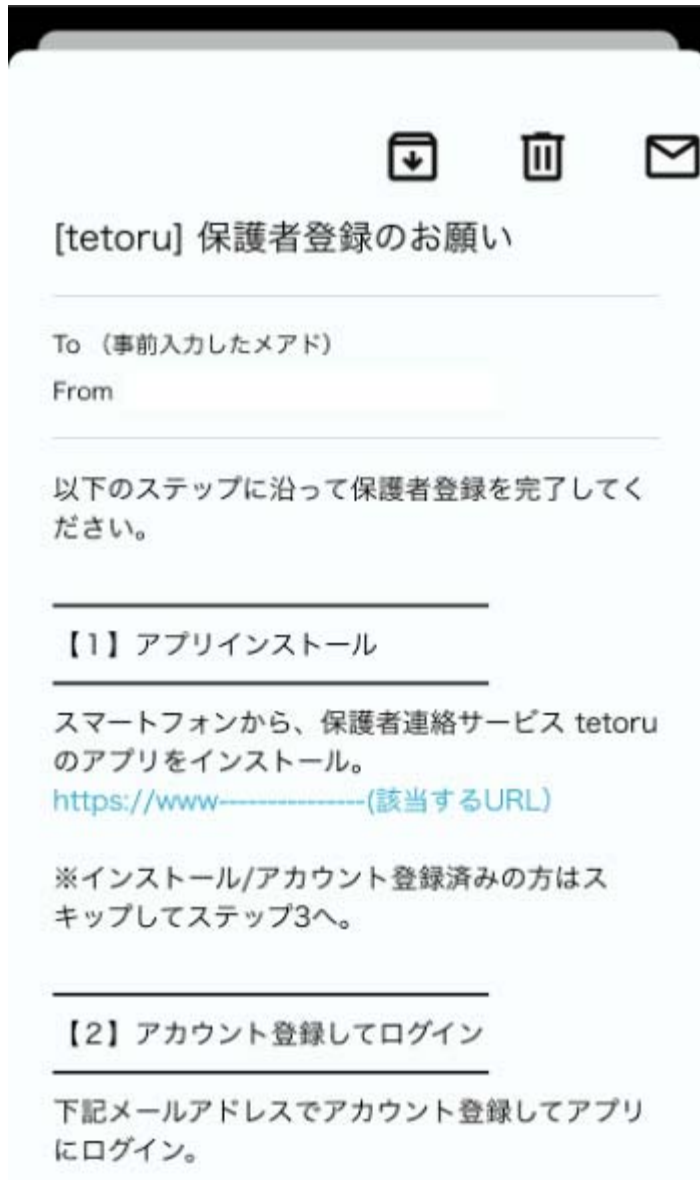 [tetoru] 保護者登録のお願い
To （事前入力したメアド）
From
以下のステップに沿って保護者登録を完了してく
ださい。
【1】アプリインストール
スマートフォンから、保護者連絡サービス tetoru
のアプリをインストール。
https://www---------------(該当するURL）
※インストール/アカウント登録済みの方はス
キップしてステップ3へ。
【2】アカウント登録してログイン
下記メールアドレスでアカウント登録してアプリ
にログイン。